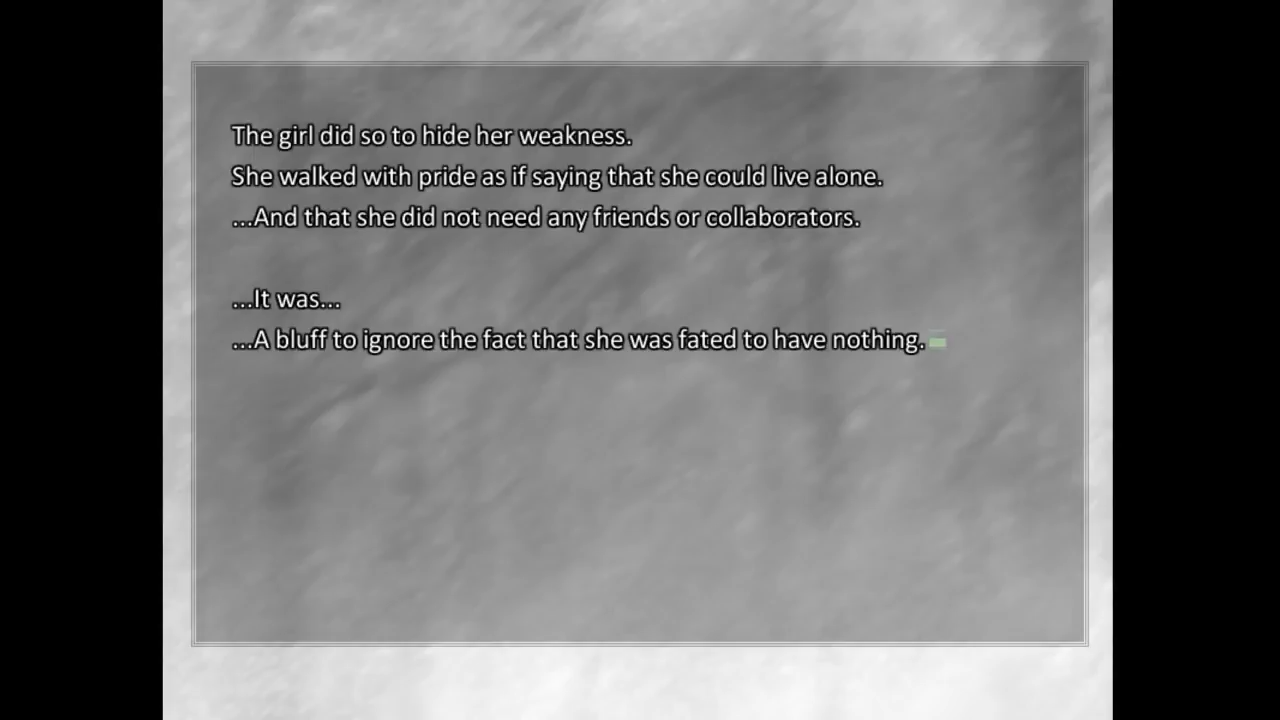 The girl did so to hide her weakness.
She walked with pride as if saying that she could live alone.
...And that she did not need any friends or collaborators.
...It was...
...A bluff to ignore the fact that she was fated to have nothing.